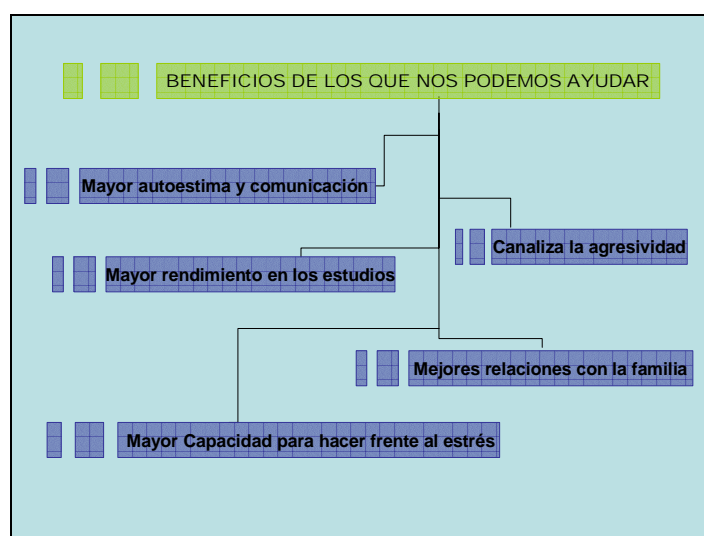 BENEFICIOS DE LOS QUE NOS PODEMOS AYUDAR
Mayor autoestima y comunicación
Canaliza la agresividad
Mayor rendimiento en los estudios
Mejores relaciones con la familia
Mayor Capacidad para hacer frente al estrés